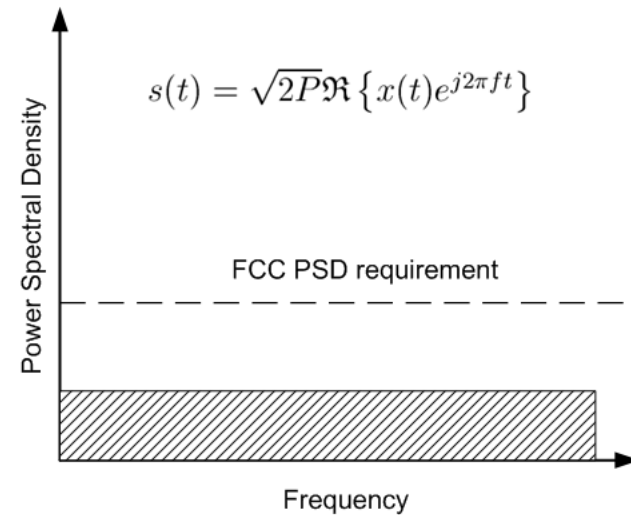 s(t) = √2P ℜ {x(t)e^{j2πft}}
FCC PSD requirement
Power Spectral Density
Frequency